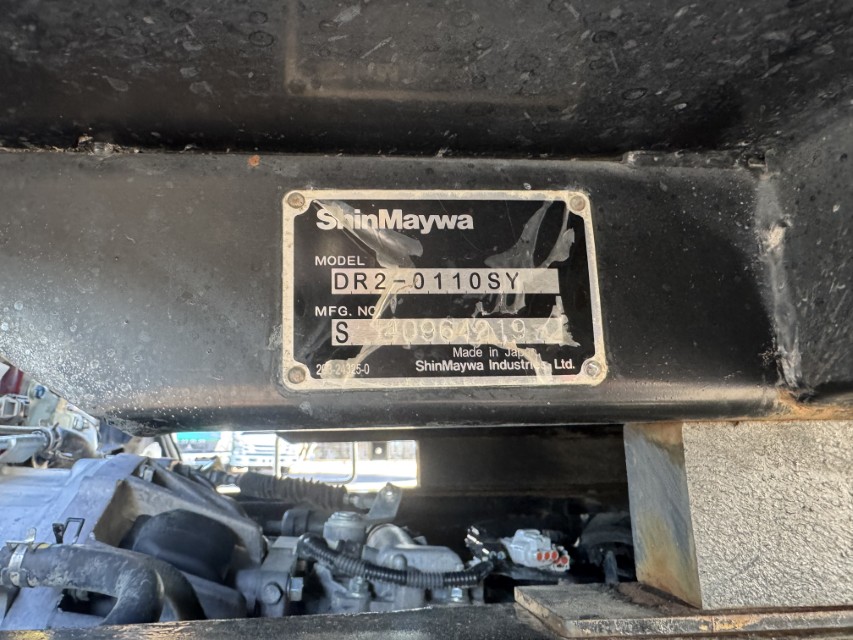 ShinMaywa
MODEL
DR2-0110SY
MFG. NO
S
Made in Japan
ShinMaywa Industries, Ltd.